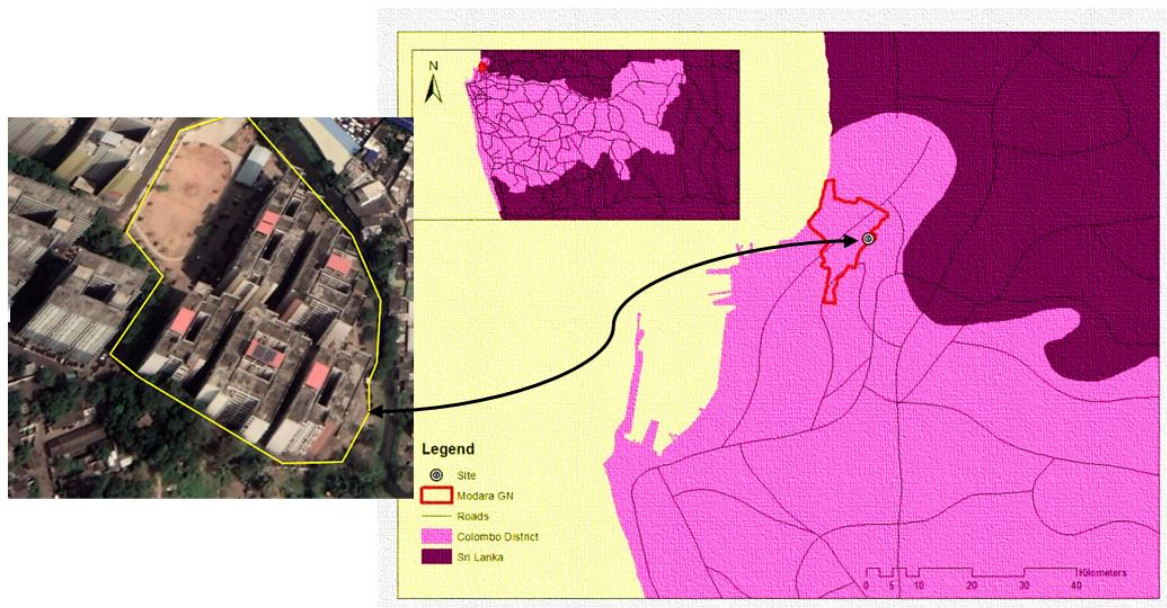 N
Legend
Site
Modara GN
Roads
Colombo District
Sri Lanka
Kilometers
0 5 10 20 30 40